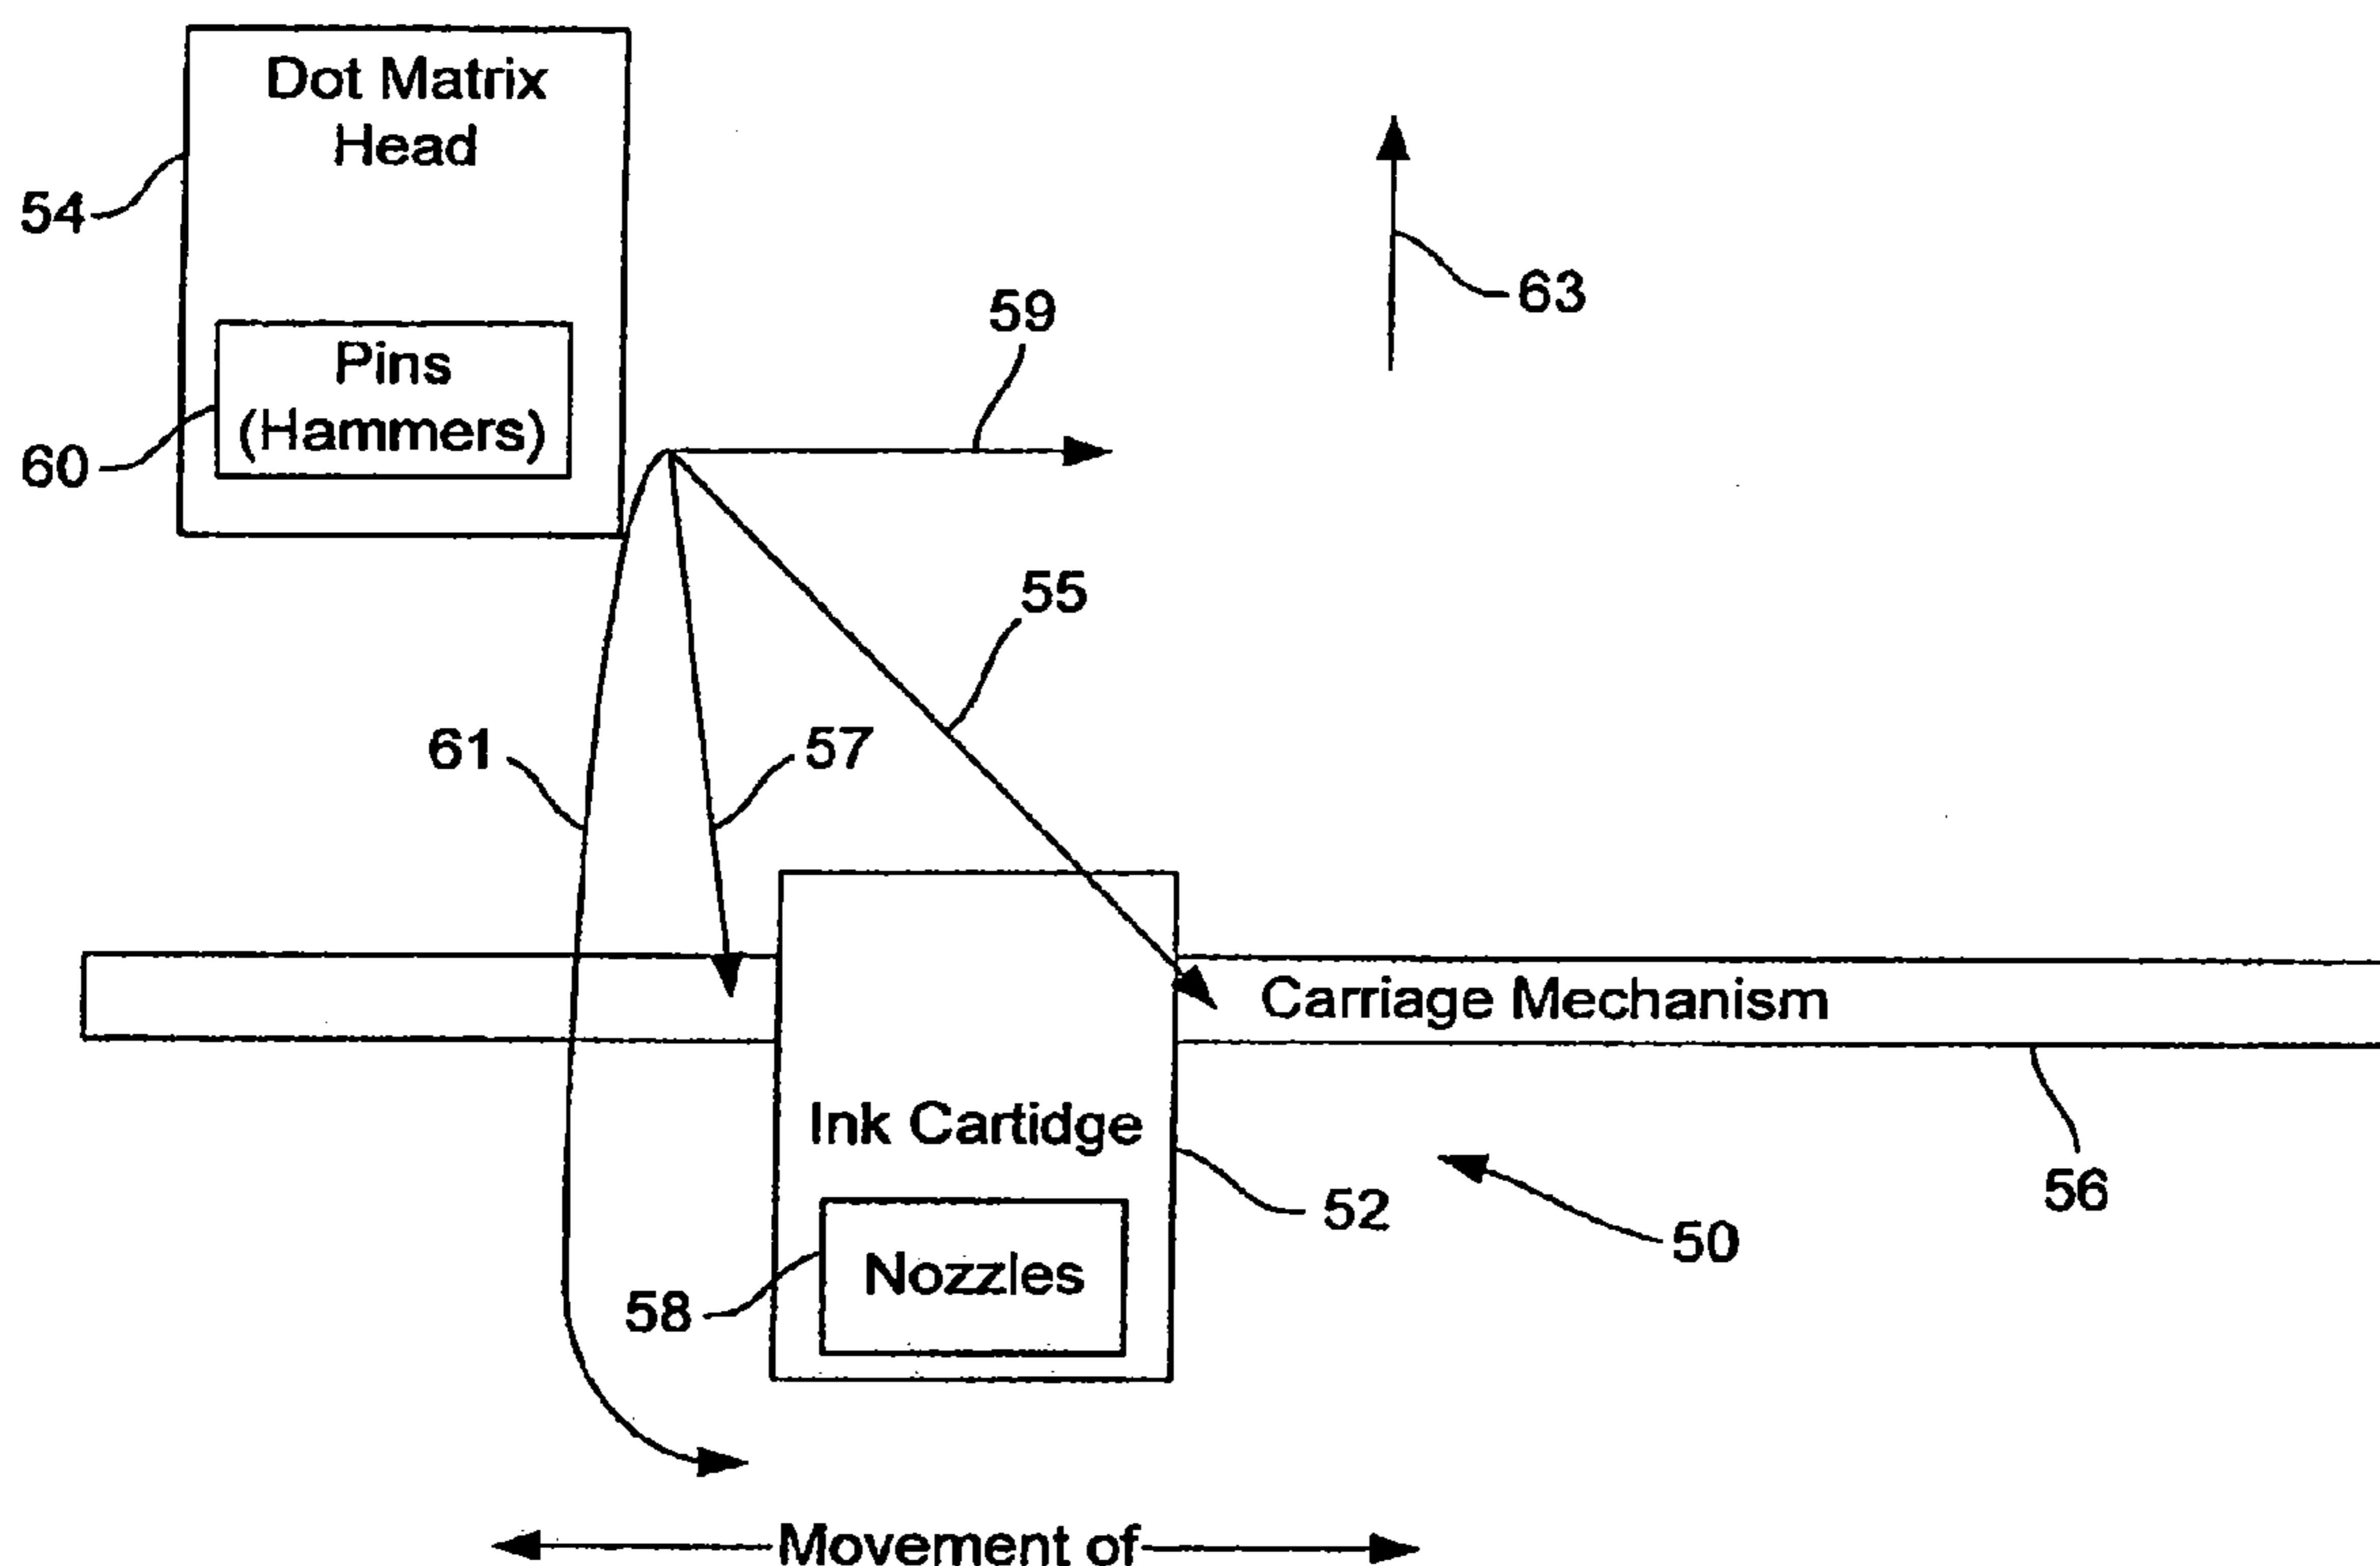 Dot Matrix
Head
54
63
Pins
(Hammers)
60
59
55
61
57
Carriage Mechanism
Ink Cartidge
52
56
50
Nozzles
58
Movement of